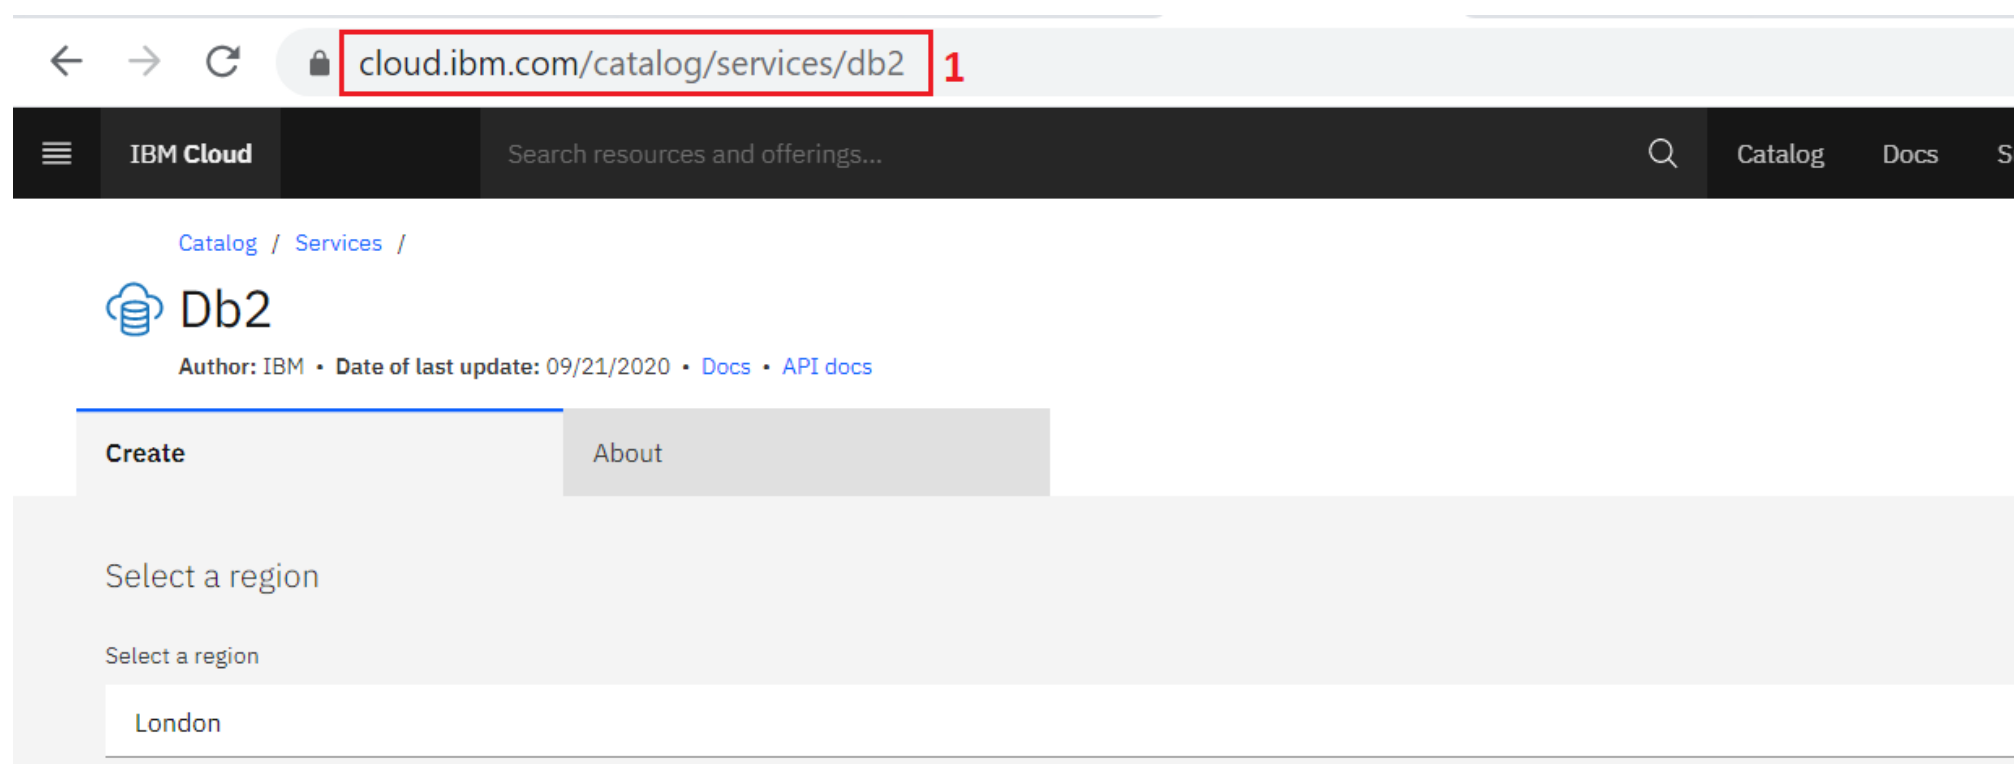 cloud.ibm.com/catalog/services/db2 1
IBM Cloud Search resources and offerings... Catalog Docs S
Catalog / Services /
Db2
Author: IBM • Date of last update: 09/21/2020 • Docs • API docs
Create About
Select a region
Select a region
London